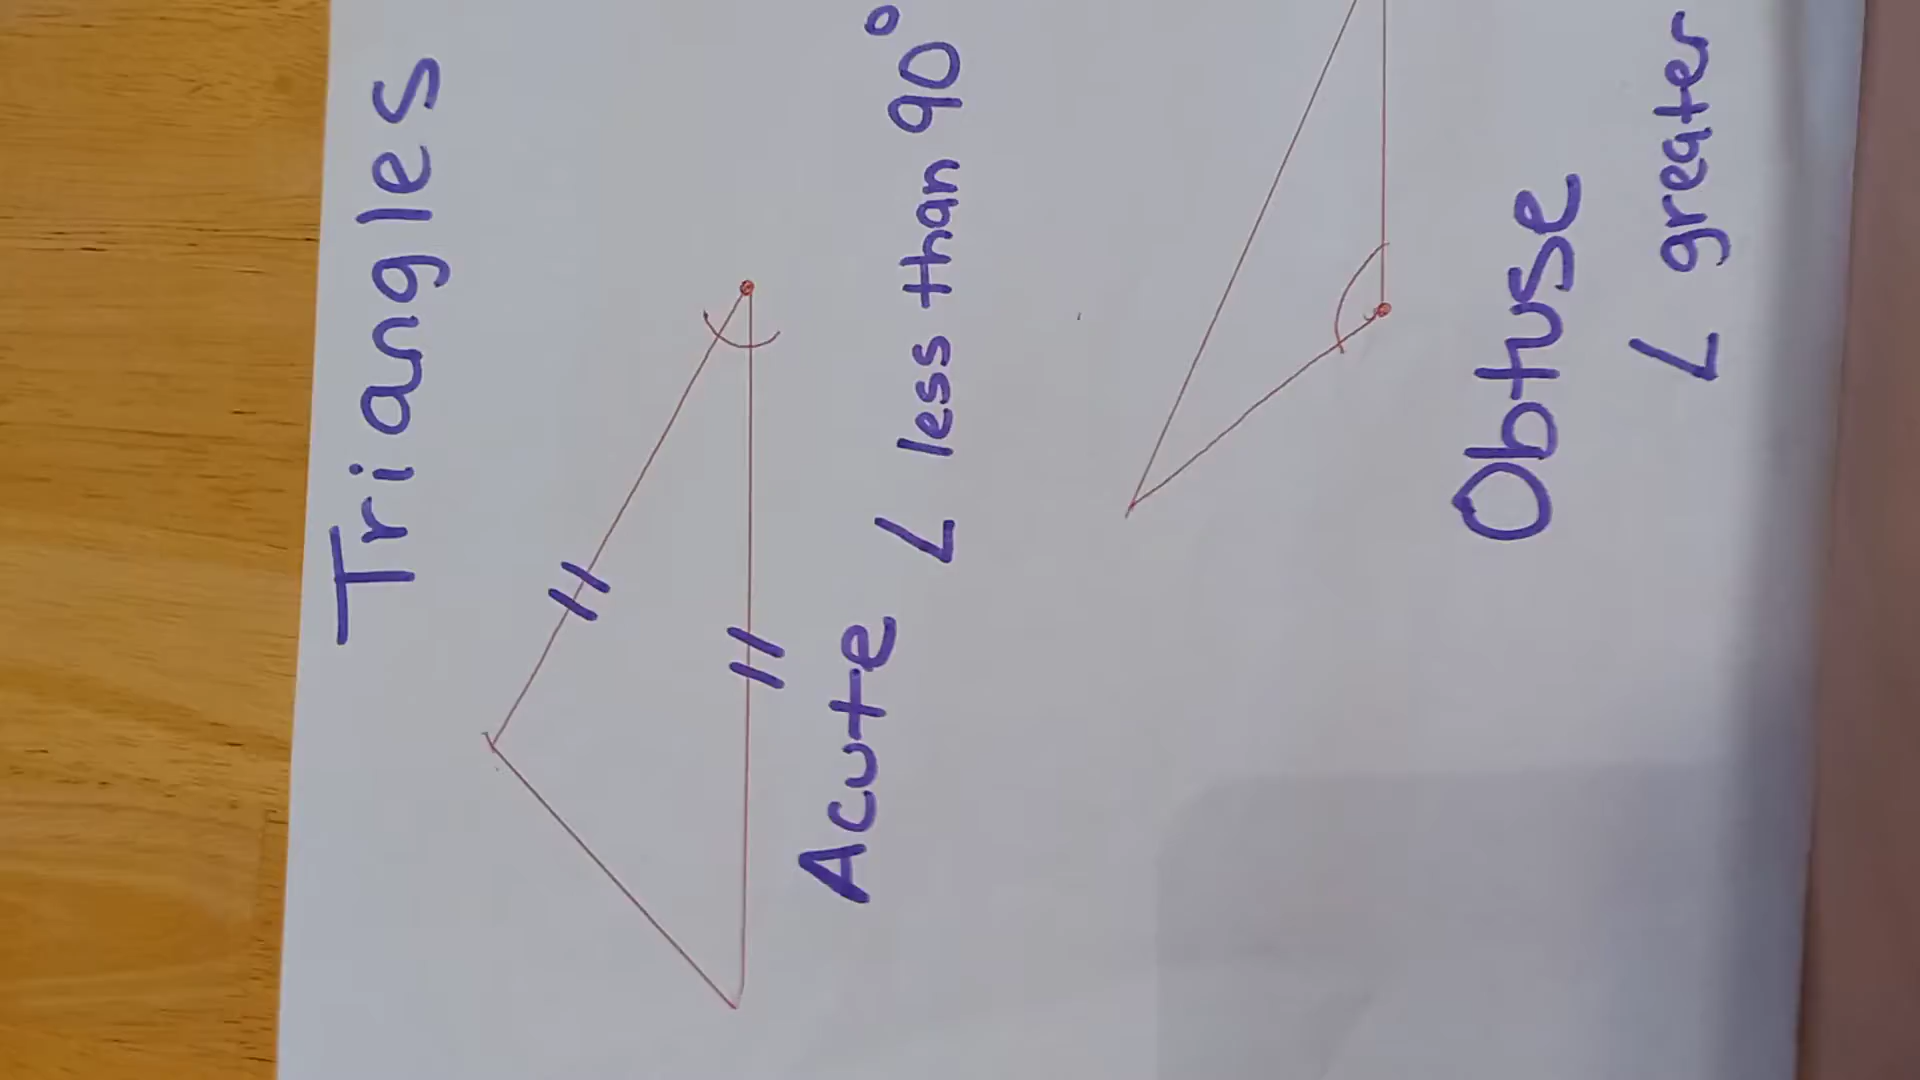 Triangles
Acute
∠ less than 90°
Obtuse
∠ greater